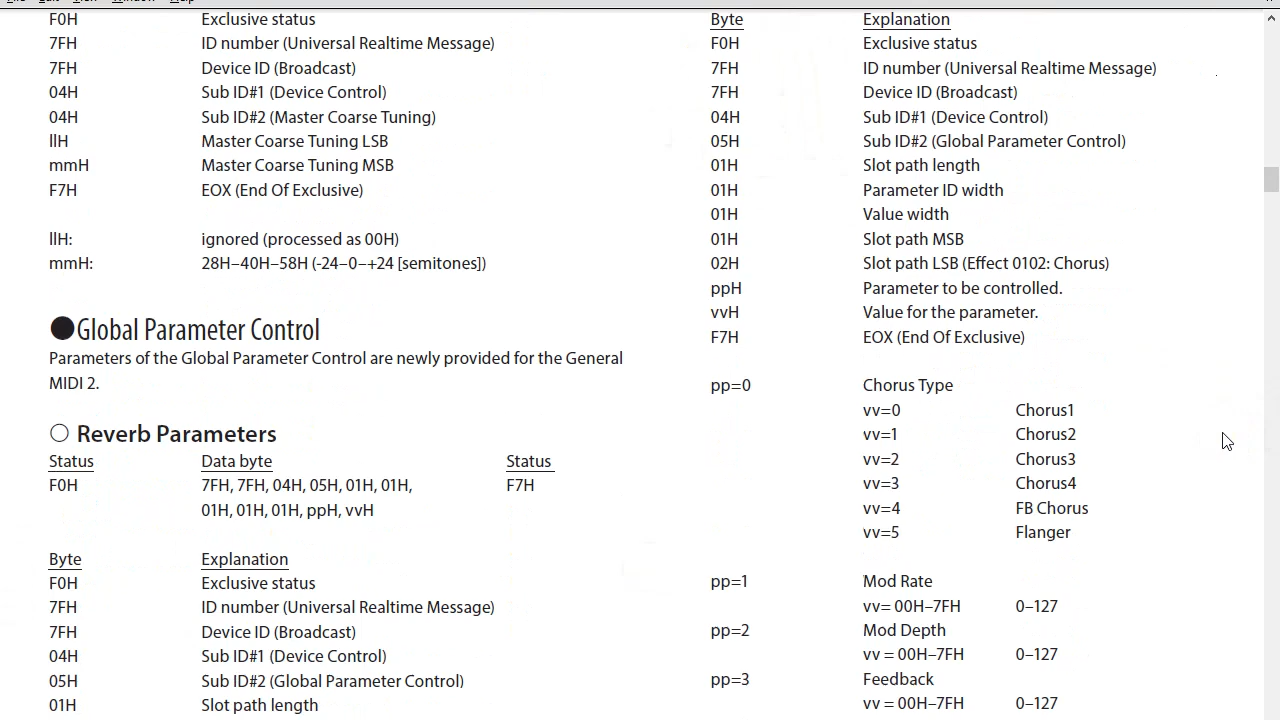 F0H Exclusive status
7FH ID number (Universal Realtime Message)
7FH Device ID (Broadcast)
04H Sub ID#1 (Device Control)
04H Sub ID#2 (Master Coarse Tuning)
llH Master Coarse Tuning LSB
mmH Master Coarse Tuning MSB
F7H EOX (End Of Exclusive)
llH: ignored (processed as 00H)
mmH: 28H–40H–58H (-24–0–+24 [semitones])
●Global Parameter Control
Parameters of the Global Parameter Control are newly provided for the General
MIDI 2.
○ Reverb Parameters
Status Data byte Status
F0H 7FH, 7FH, 04H, 05H, 01H, 01H, F7H
01H, 01H, 01H, ppH, vvH
Byte Explanation
F0H Exclusive status
7FH ID number (Universal Realtime Message)
7FH Device ID (Broadcast)
04H Sub ID#1 (Device Control)
05H Sub ID#2 (Global Parameter Control)
01H Slot path length
Byte Explanation
F0H Exclusive status
7FH ID number (Universal Realtime Message)
7FH Device ID (Broadcast)
04H Sub ID#1 (Device Control)
05H Sub ID#2 (Global Parameter Control)
01H Slot path length
01H Parameter ID width
01H Value width
01H Slot path MSB
02H Slot path LSB (Effect 0102: Chorus)
ppH Parameter to be controlled.
vvH Value for the parameter.
F7H EOX (End Of Exclusive)
pp=0 Chorus Type
vv=0 Chorus1
vv=1 Chorus2
vv=2 Chorus3
vv=3 Chorus4
vv=4 FB Chorus
vv=5 Flanger
pp=1 Mod Rate
vv= 00H–7FH 0–127
pp=2 Mod Depth
vv = 00H–7FH 0–127
pp=3 Feedback
vv = 00H–7FH 0–127